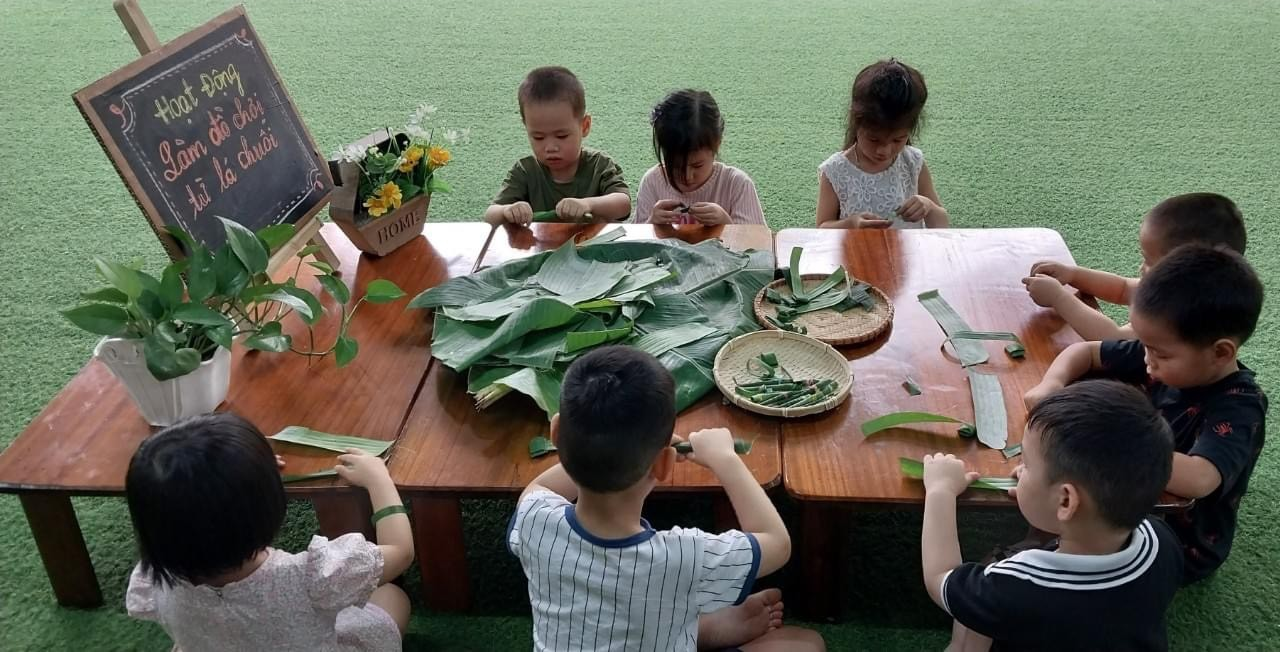 Hoạt Động
Làm đồ chơi
từ lá chuối
HOME